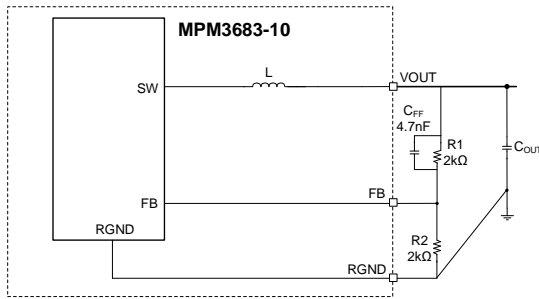 MPM3683-10
L
VOUT
SW
CFF
4.7nF
R1
2kΩ
COUT
FB
FB
RGND
R2
2kΩ
RGND